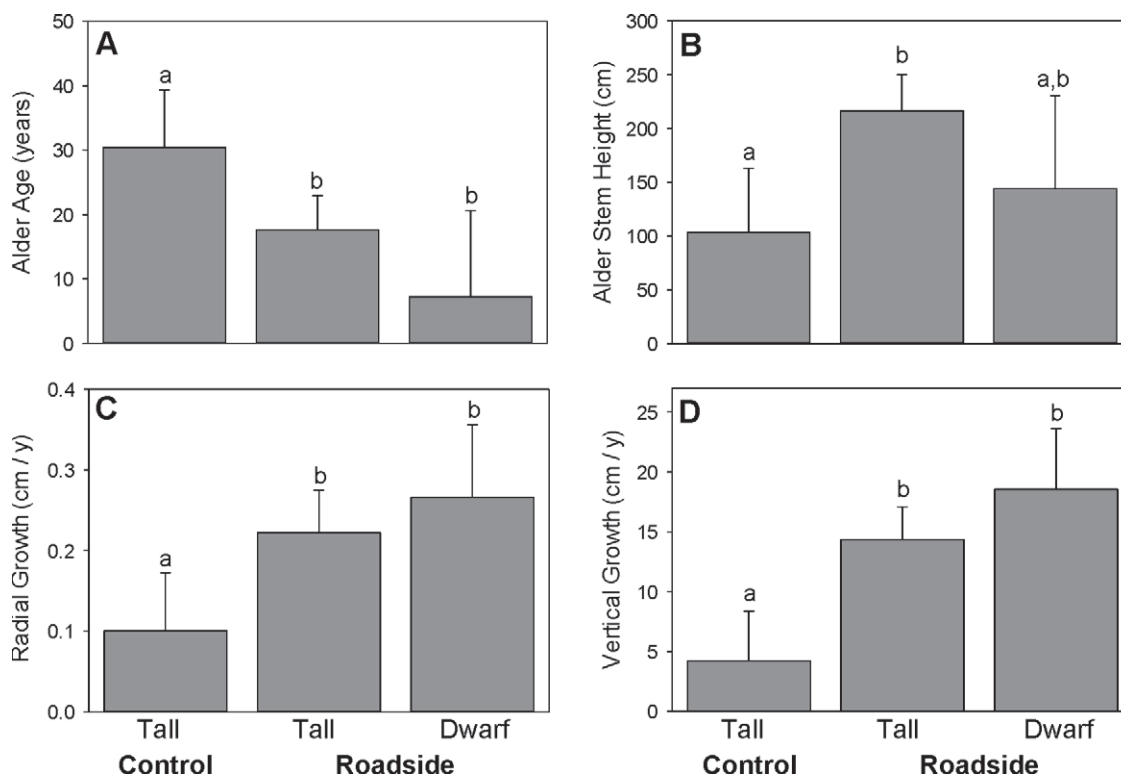 A
Alder Age (years)
50
40
30
20
10
0
a
b
b
B
Alder Stem Height (cm)
300
250
200
150
100
50
0
a
b
a,b
C
Radial Growth (cm / y)
0.4
0.3
0.2
0.1
0.0
a
b
b
Tall Tall Dwarf
Control Roadside
D
Vertical Growth (cm / y)
25
20
15
10
5
0
a
b
b
Tall Tall Dwarf
Control Roadside